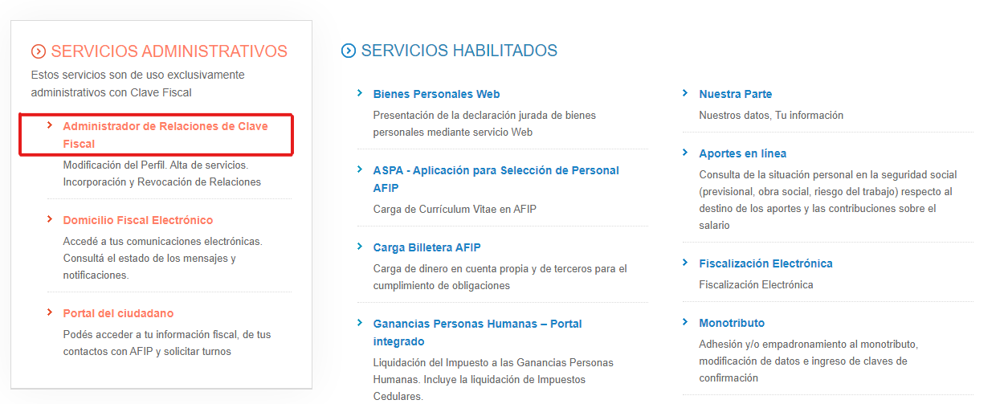 SERVICIOS ADMINISTRATIVOS
Estos servicios son de uso exclusivamente
administrativos con Clave Fiscal
Administrador de Relaciones de Clave
Fiscal
Modificación del Perfil. Alta de servicios.
Incorporación y Revocación de Relaciones
Domicilio Fiscal Electrónico
Accedé a tus comunicaciones electrónicas.
Consultá el estado de los mensajes y
notificaciones.
Portal del ciudadano
Podés acceder a tu información fiscal, de tus
contactos con AFIP y solicitar turnos
SERVICIOS HABILITADOS
Bienes Personales Web
Presentación de la declaración jurada de bienes
personales mediante servicio Web
ASPA - Aplicación para Selección de Personal
AFIP
Carga de Currículum Vitae en AFIP
Carga Billetera AFIP
Carga de dinero en cuenta propia y de terceros para el
cumplimiento de obligaciones
Ganancias Personas Humanas – Portal
integrado
Liquidación del Impuesto a las Ganancias Personas
Humanas. Incluye la liquidación de Impuestos
Cedulares.
Nuestra Parte
Nuestros datos, Tu información
Aportes en línea
Consulta de la situación personal en la seguridad social
(previsional, obra social, riesgo del trabajo) respecto al
destino de los aportes y las contribuciones sobre el
salario
Fiscalización Electrónica
Fiscalización Electrónica
Monotributo
Adhesión y/o empadronamiento al monotributo,
modificación de datos e ingreso de claves de
confirmación